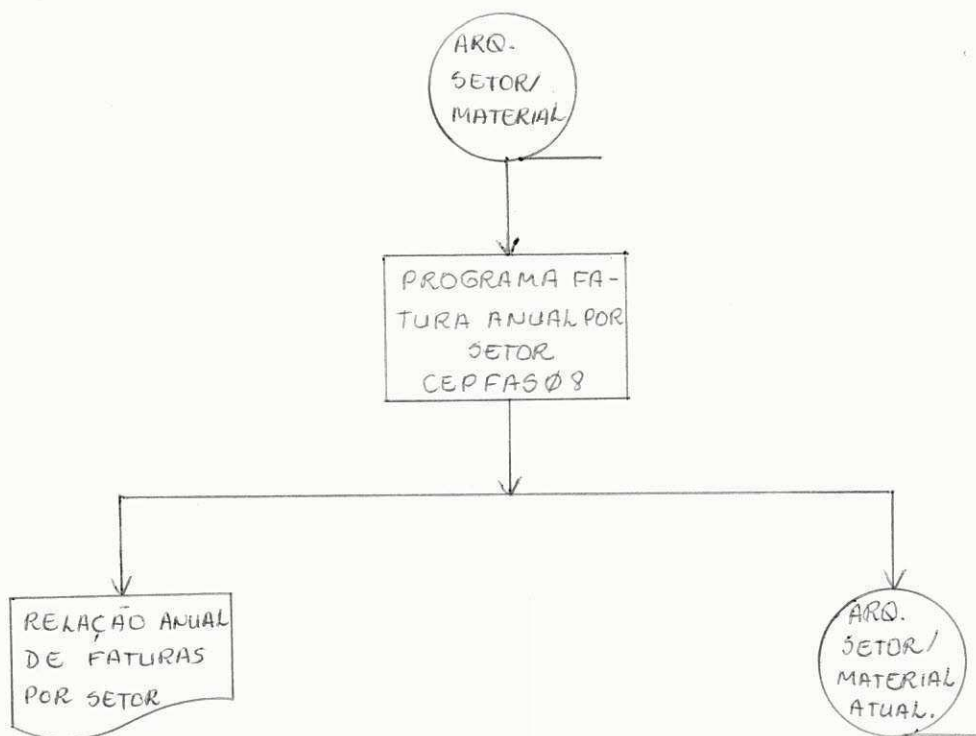 ARQ.
SETOR/
MATERIAL
PROGRAMA FA-
TURA ANUAL POR
SETOR
CEPFASØ8
RELAÇÃO ANUAL
DE FATURAS
POR SETOR
ARQ.
SETOR/
MATERIAL
ATUAL.